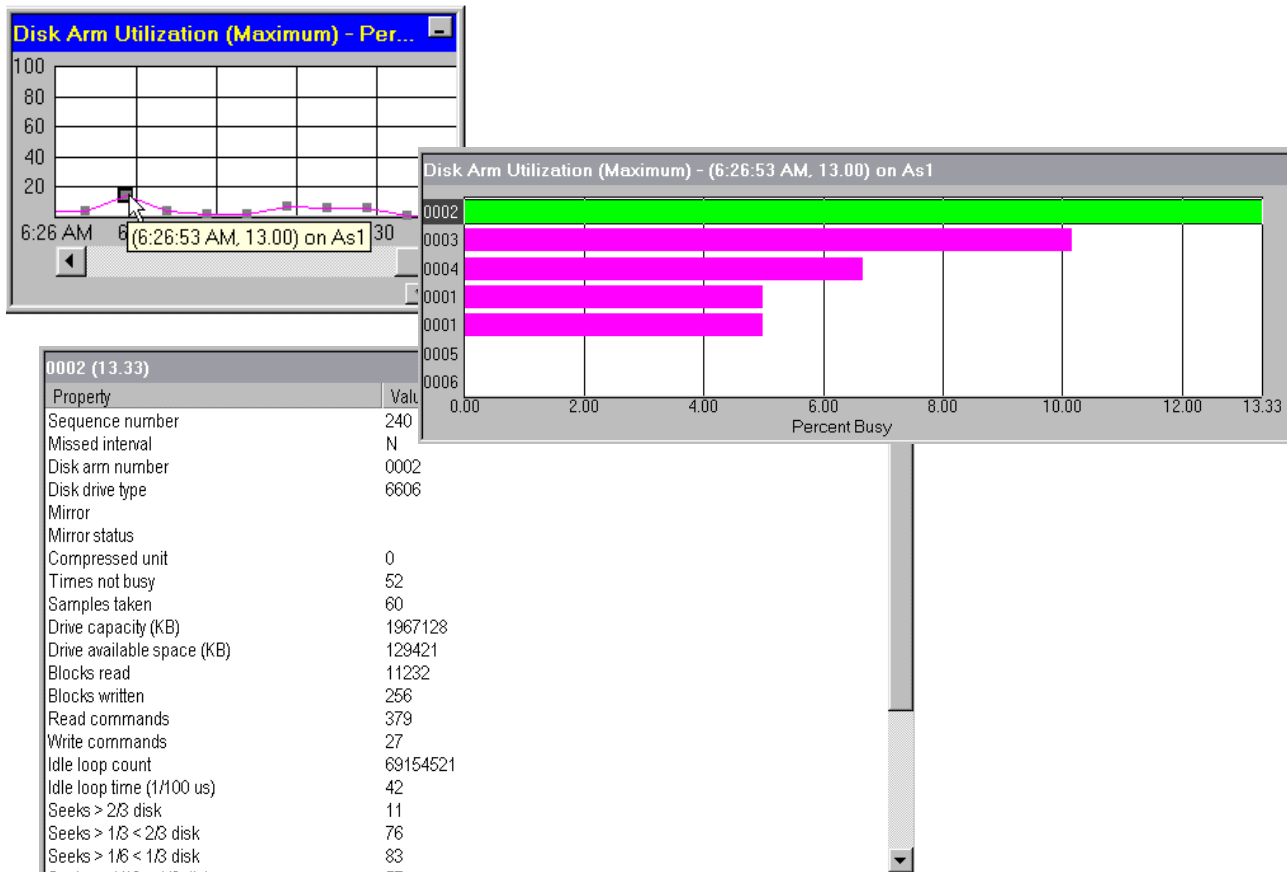 Disk Arm Utilization (Maximum) - Per...
100
80
60
40
20
6:26 AM 6
30
(6:26:53 AM, 13.00) on As1
Disk Arm Utilization (Maximum) - (6:26:53 AM, 13.00) on As1
0002
0003
0004
0001
0001
0005
0006
0.00 2.00 4.00 6.00 8.00 10.00 12.00 13.33
Percent Busy
0002 (13.33)
Property Valu
Sequence number 240
Missed interval N
Disk arm number 0002
Disk drive type 6606
Mirror
Mirror status
Compressed unit 0
Times not busy 52
Samples taken 60
Drive capacity (KB) 1967128
Drive available space (KB) 129421
Blocks read 11232
Blocks written 256
Read commands 379
Write commands 27
Idle loop count 69154521
Idle loop time (1/100 us) 42
Seeks > 2/3 disk 11
Seeks > 1/3 < 2/3 disk 76
Seeks > 1/6 < 1/3 disk 83